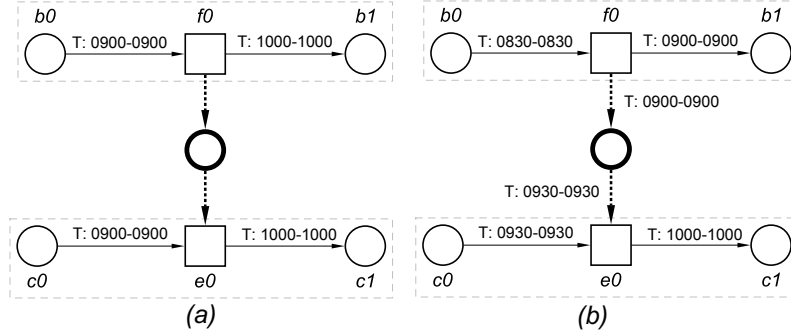 b0 f0 b1
T: 0900-0900 T: 1000-1000
c0 e0 c1
T: 0900-0900 T: 1000-1000
(a)
b0 f0 b1
T: 0830-0830 T: 0900-0900
T: 0900-0900
T: 0930-0930
T: 0930-0930 T: 1000-1000
c0 e0 c1
(b)